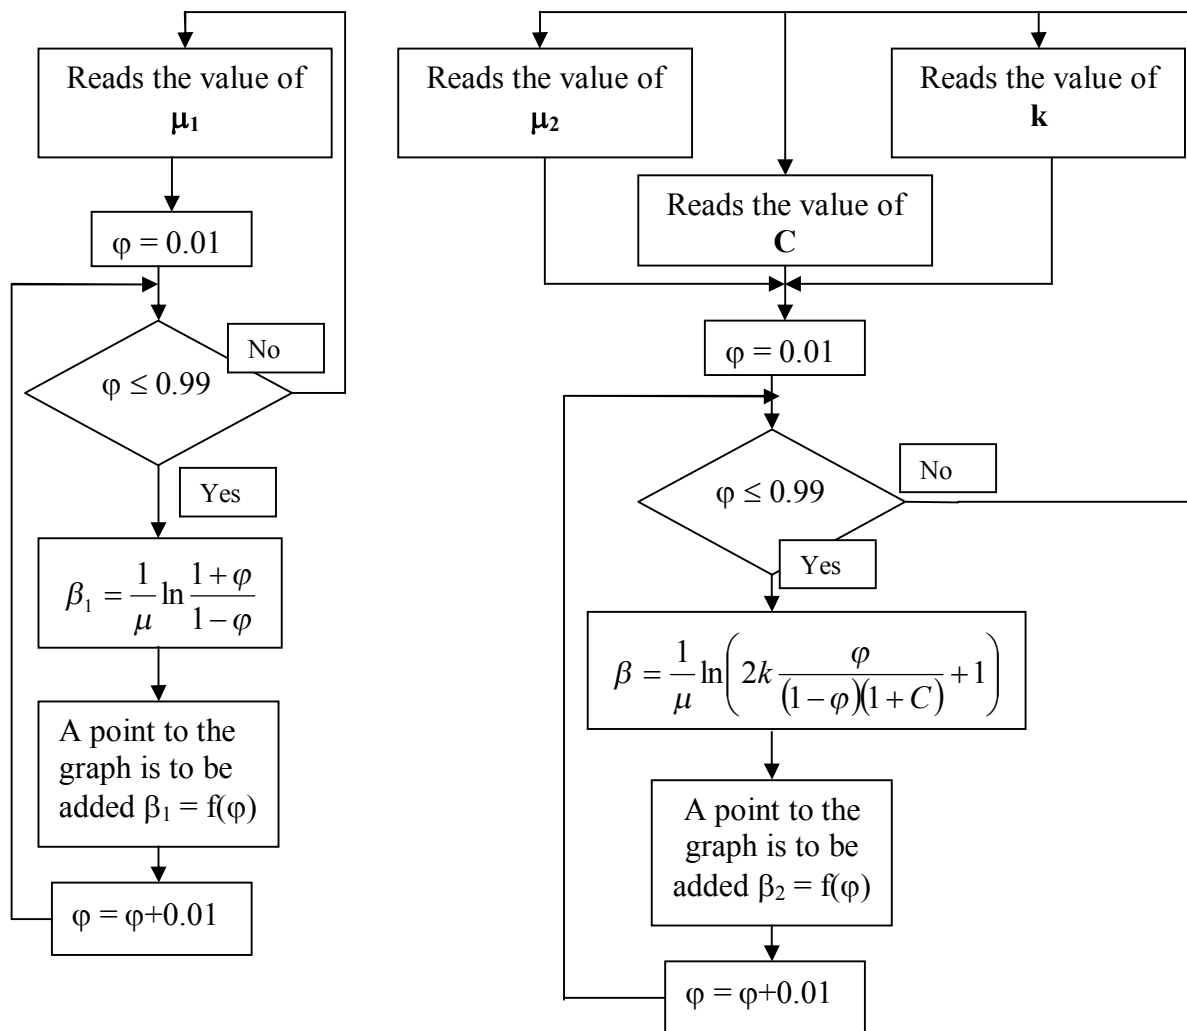 Reads the value of
μ₁
φ = 0.01
φ ≤ 0.99
No
Yes
β₁ = 1/μ ln (1+φ)/(1−φ)
A point to the
graph is to be
added β₁ = f(φ)
φ = φ+0.01
Reads the value of
μ₂
Reads the value of
k
Reads the value of
C
φ = 0.01
φ ≤ 0.99
No
Yes
β = 1/μ ln(2k φ/((1−φ)(1+C)) +1)
A point to the
graph is to be
added β₂ = f(φ)
φ = φ+0.01